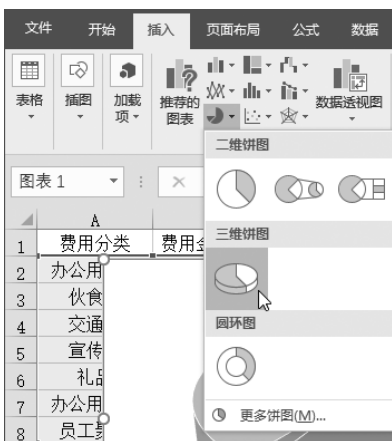 文件 开始 插入 页面布局 公式 数据
表格 插图 加载项 推荐的图表 数据透视图
二维饼图
图表 1
三维饼图
A
1 费用分类 费用金
2 办公用
3 伙食
4 交通
5 宣传
6 礼品
7 办公用
8 员工
圆环图
更多饼图(M)...